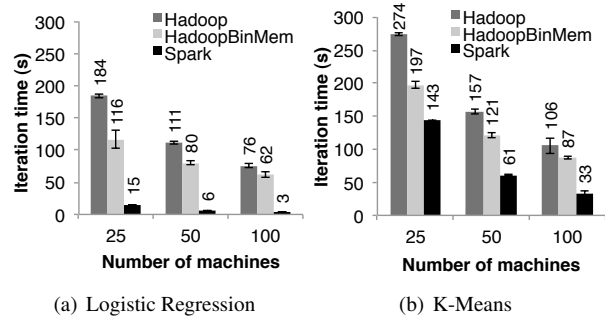 Iteration time (s)
300
250
200
150
100
50
0
Hadoop
HadoopBinMem
Spark
184
116
15
111
80
6
76
62
3
25 50 100
Number of machines
(a) Logistic Regression
Iteration time (s)
300
250
200
150
100
50
0
Hadoop
HadoopBinMem
Spark
274
197
143
157
121
61
106
87
33
25 50 100
Number of machines
(b) K-Means